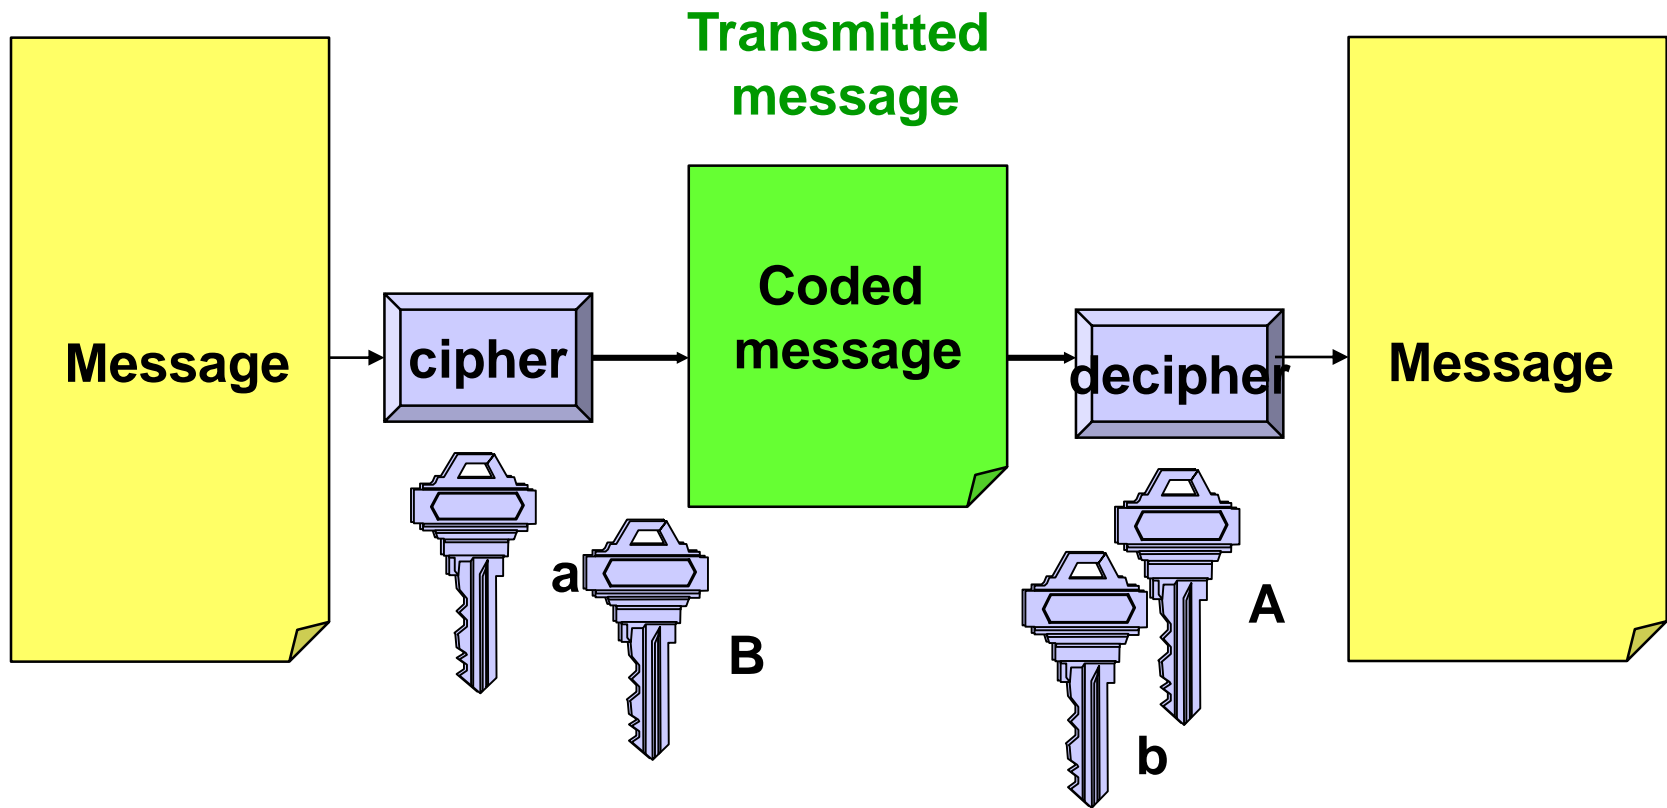 Transmitted
message
Message
cipher
Coded
message
decipher
Message
a
B
A
b